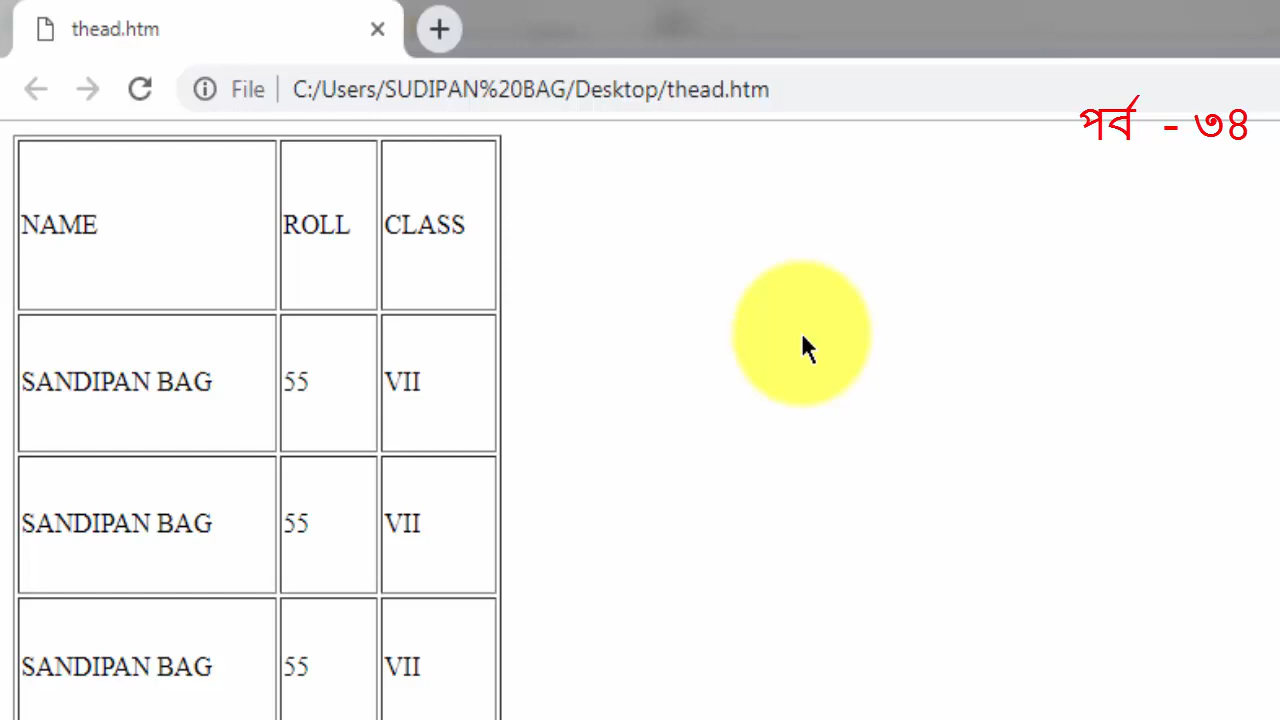 thead.htm
File C:/Users/SUDIPAN%20BAG/Desktop/thead.htm
পর্ব - ৩৪
NAME ROLL CLASS
SANDIPAN BAG 55 VII
SANDIPAN BAG 55 VII
SANDIPAN BAG 55 VII